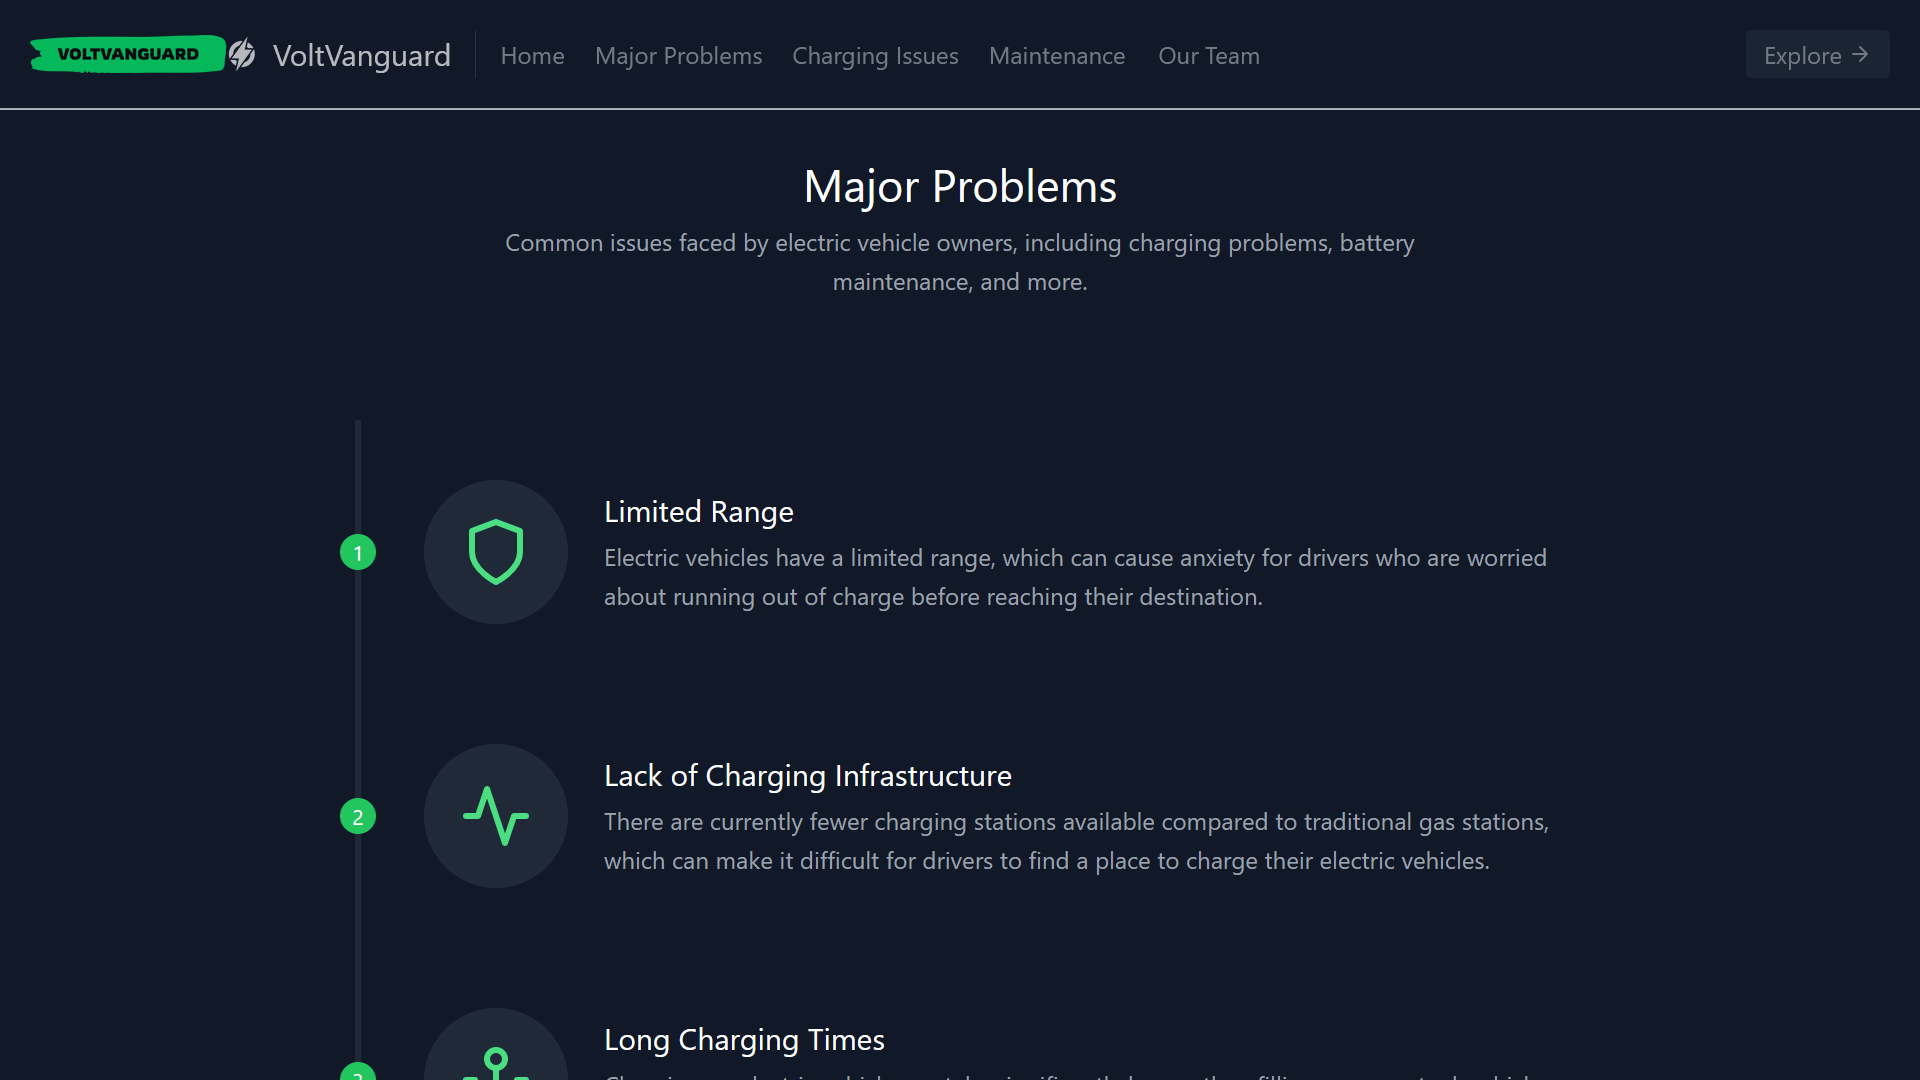 VOLTVANGUARD
VoltVanguard
Home
Major Problems
Charging Issues
Maintenance
Our Team
Explore →
Major Problems
Common issues faced by electric vehicle owners, including charging problems, battery
maintenance, and more.
1
Limited Range
Electric vehicles have a limited range, which can cause anxiety for drivers who are worried
about running out of charge before reaching their destination.
2
Lack of Charging Infrastructure
There are currently fewer charging stations available compared to traditional gas stations,
which can make it difficult for drivers to find a place to charge their electric vehicles.
Long Charging Times